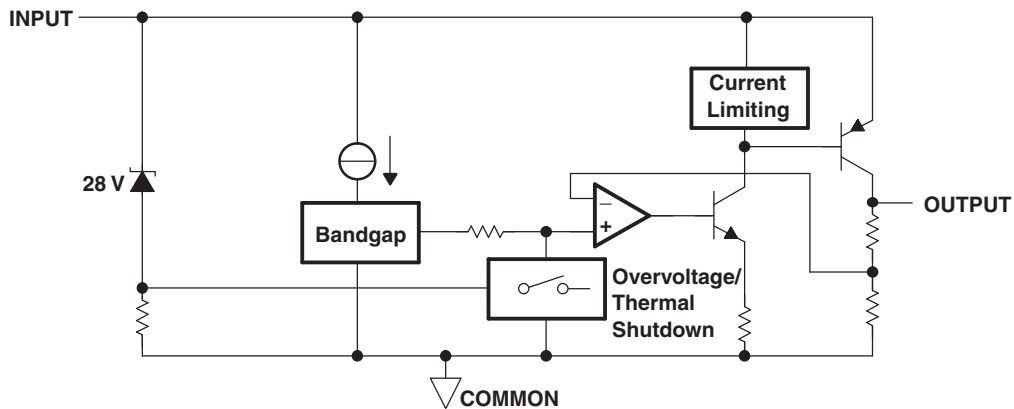 INPUT
Current
Limiting
28 V
–
+
OUTPUT
Bandgap
Overvoltage/
Thermal
Shutdown
COMMON